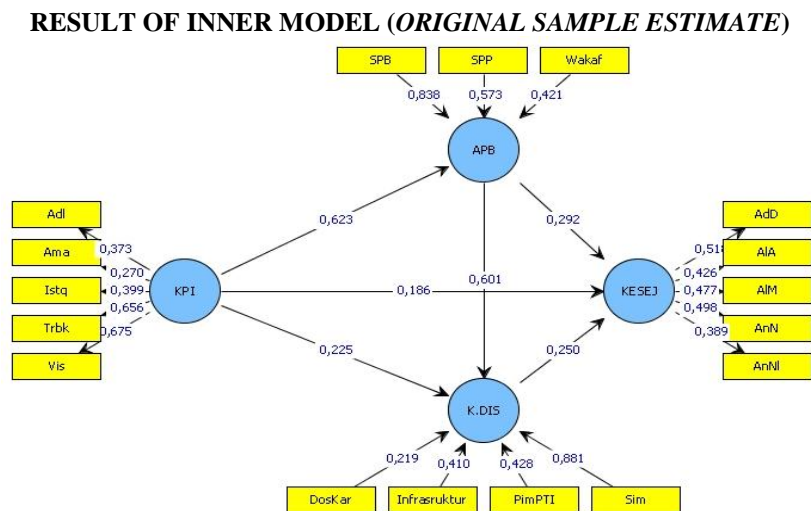 RESULT OF INNER MODEL (ORIGINAL SAMPLE ESTIMATE)
SPB
SPP
Wakaf
0,838
0,573
0,421
APB
Adl
AdD
0,623
0,292
0,373
0,518
Ama
AlA
0,270
0,426
Istq
KPI
0,399
0,186
0,601
KESEJ
0,477
AlM
0,656
0,498
Trbk
AnN
0,675
0,389
Vis
AnNl
0,225
0,250
K.DIS
0,219
0,410
0,428
0,881
DosKar
Infrasruktur
PimPTI
Sim